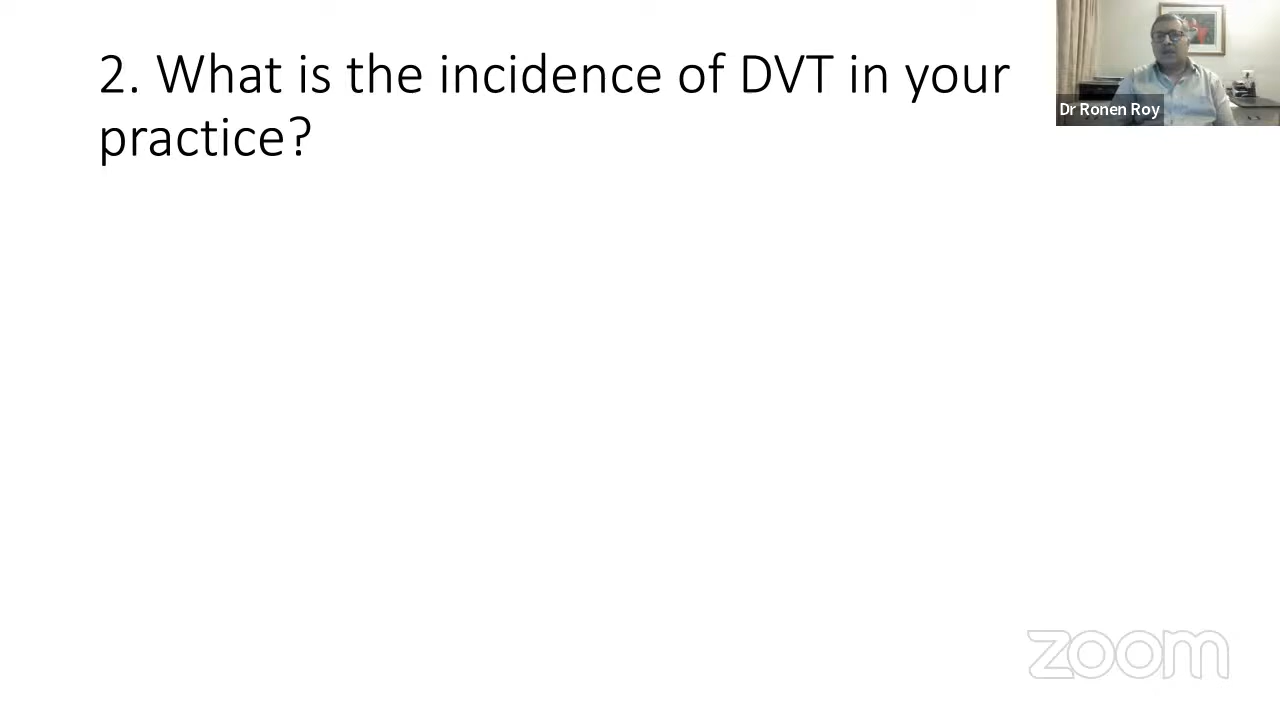 2. What is the incidence of DVT in your
practice?
Dr Ronen Roy
zoom